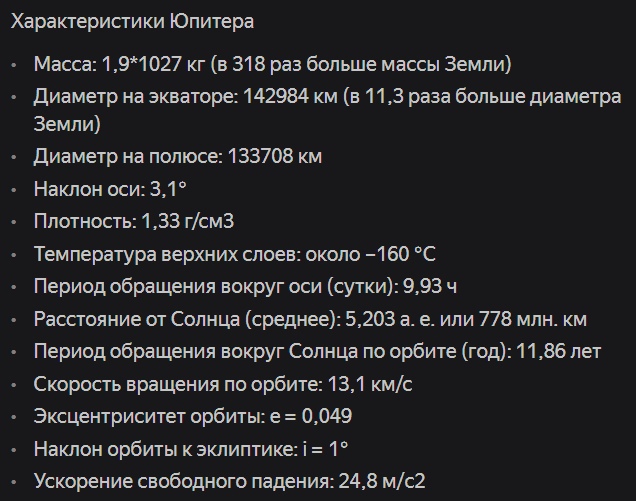 Характеристики Юпитера
• Масса: 1,9*1027 кг (в 318 раз больше массы Земли)
• Диаметр на экваторе: 142984 км (в 11,3 раза больше диаметра
Земли)
• Диаметр на полюсе: 133708 км
• Наклон оси: 3,1°
• Плотность: 1,33 г/см3
• Температура верхних слоев: около −160 °C
• Период обращения вокруг оси (сутки): 9,93 ч
• Расстояние от Солнца (среднее): 5,203 а. е. или 778 млн. км
• Период обращения вокруг Солнца по орбите (год): 11,86 лет
• Скорость вращения по орбите: 13,1 км/с
• Эксцентриситет орбиты: e = 0,049
• Наклон орбиты к эклиптике: i = 1°
• Ускорение свободного падения: 24,8 м/с2